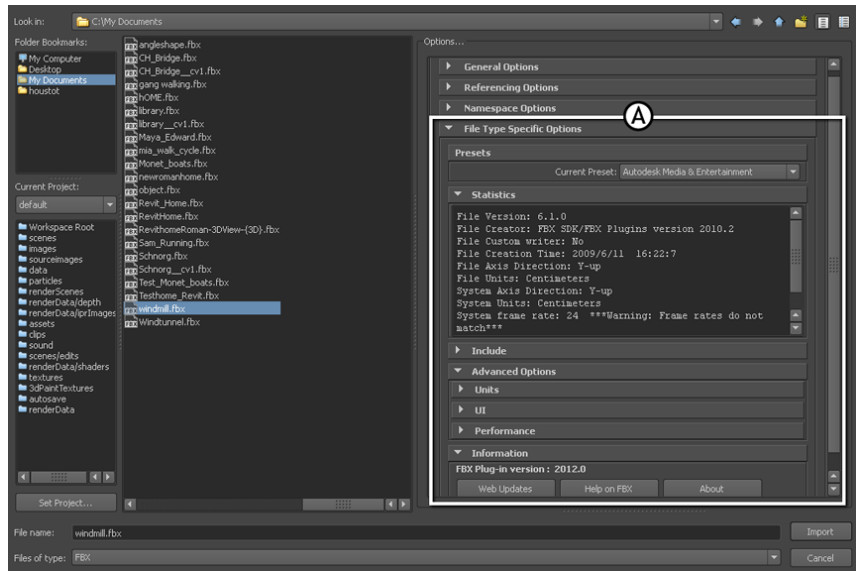 Look in:
C:\My Documents
Folder Bookmarks:
My Computer
Desktop
My Documents
houstot
Current Project:
default
Workspace Root
scenes
images
sourceimages
data
particles
renderScenes
renderData/depth
renderData/iprImages
assets
clips
sound
scenes/edits
renderData/shaders
textures
3dPaintTextures
autosave
renderData
Set Project...
angleshape.fbx
CH_Bridge.fbx
CH_Bridge__cv1.fbx
gang walking.fbx
hOME.fbx
library.fbx
library__cv1.fbx
Maya_Edward.fbx
mia_walk_cycle.fbx
Monet_boats.fbx
newromanhome.fbx
object.fbx
Revit_Home.fbx
RevitHome.fbx
RevithomeRoman-3DView-{3D}.fbx
Sam_Running.fbx
Schnorg.fbx
Schnorg__cv1.fbx
Test_Monet_boats.fbx
Testhome_Revit.fbx
windmill.fbx
Windtunnel.fbx
Options...
General Options
Referencing Options
Namespace Options
A
File Type Specific Options
Presets
Current Preset: Autodesk Media & Entertainment
Statistics
File Version: 6.1.0
File Creator: FBX SDK/FBX Plugins version 2010.2
File Custom writer: No
File Creation Time: 2009/6/11 16:22:7
File Axis Direction: Y-up
File Units: Centimeters
System Axis Direction: Y-up
System Units: Centimeters
System frame rate: 24 ***Warning: Frame rates do not
match***
Include
Advanced Options
Units
UI
Performance
Information
FBX Plug-in version : 2012.0
Web Updates
Help on FBX
About
File name: windmill.fbx
Import
Files of type: FBX
Cancel